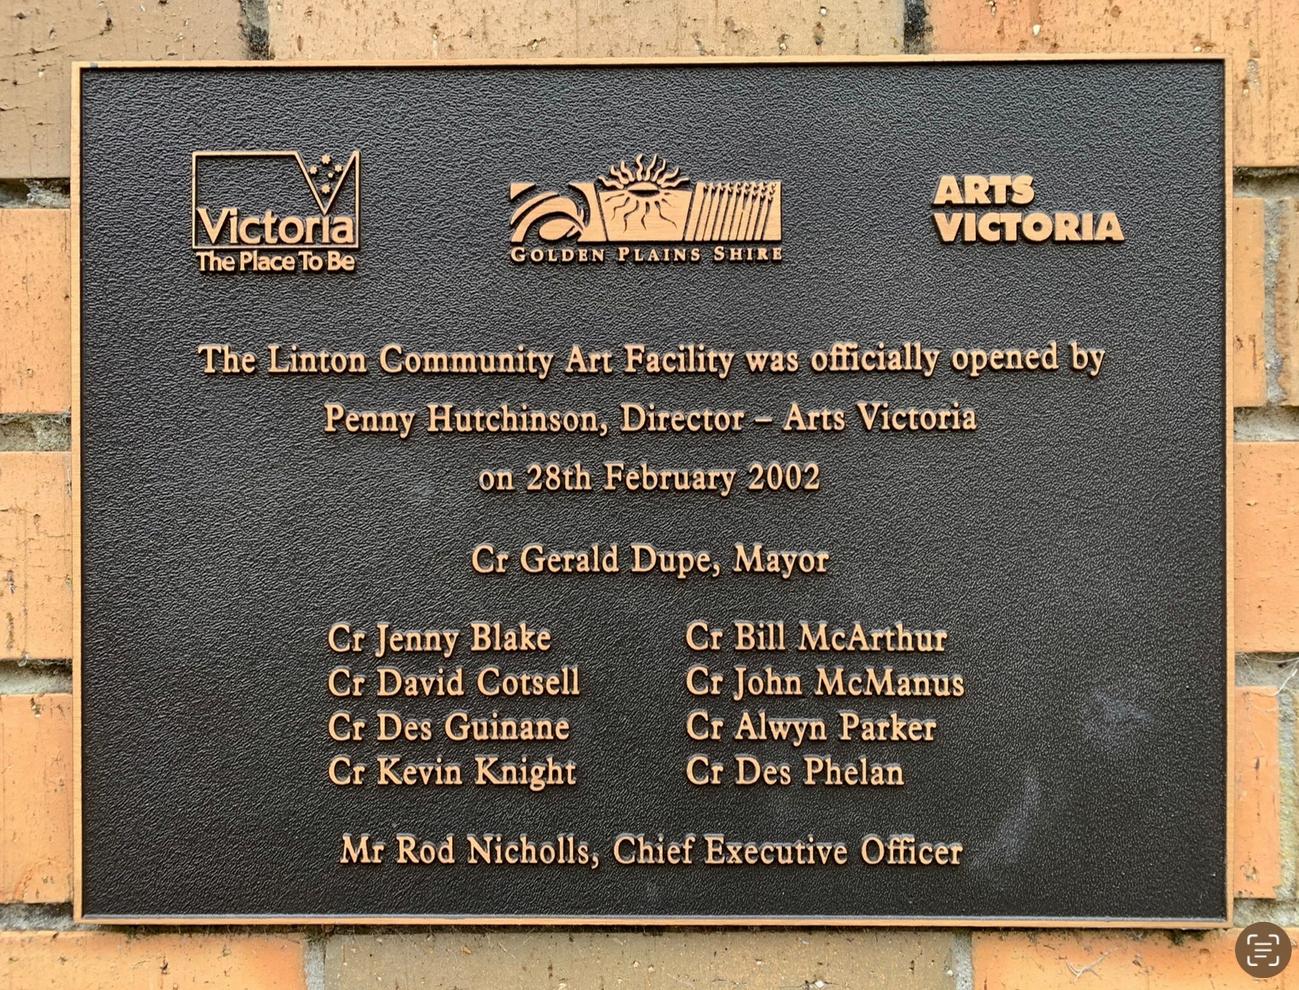 Victoria
The Place To Be
GOLDEN PLAINS SHIRE
ARTS
VICTORIA
The Linton Community Art Facility was officially opened by
Penny Hutchinson, Director – Arts Victoria
on 28th February 2002
Cr Gerald Dupe, Mayor
Cr Jenny Blake
Cr David Cotsell
Cr Des Guinane
Cr Kevin Knight
Cr Bill McArthur
Cr John McManus
Cr Alwyn Parker
Cr Des Phelan
Mr Rod Nicholls, Chief Executive Officer